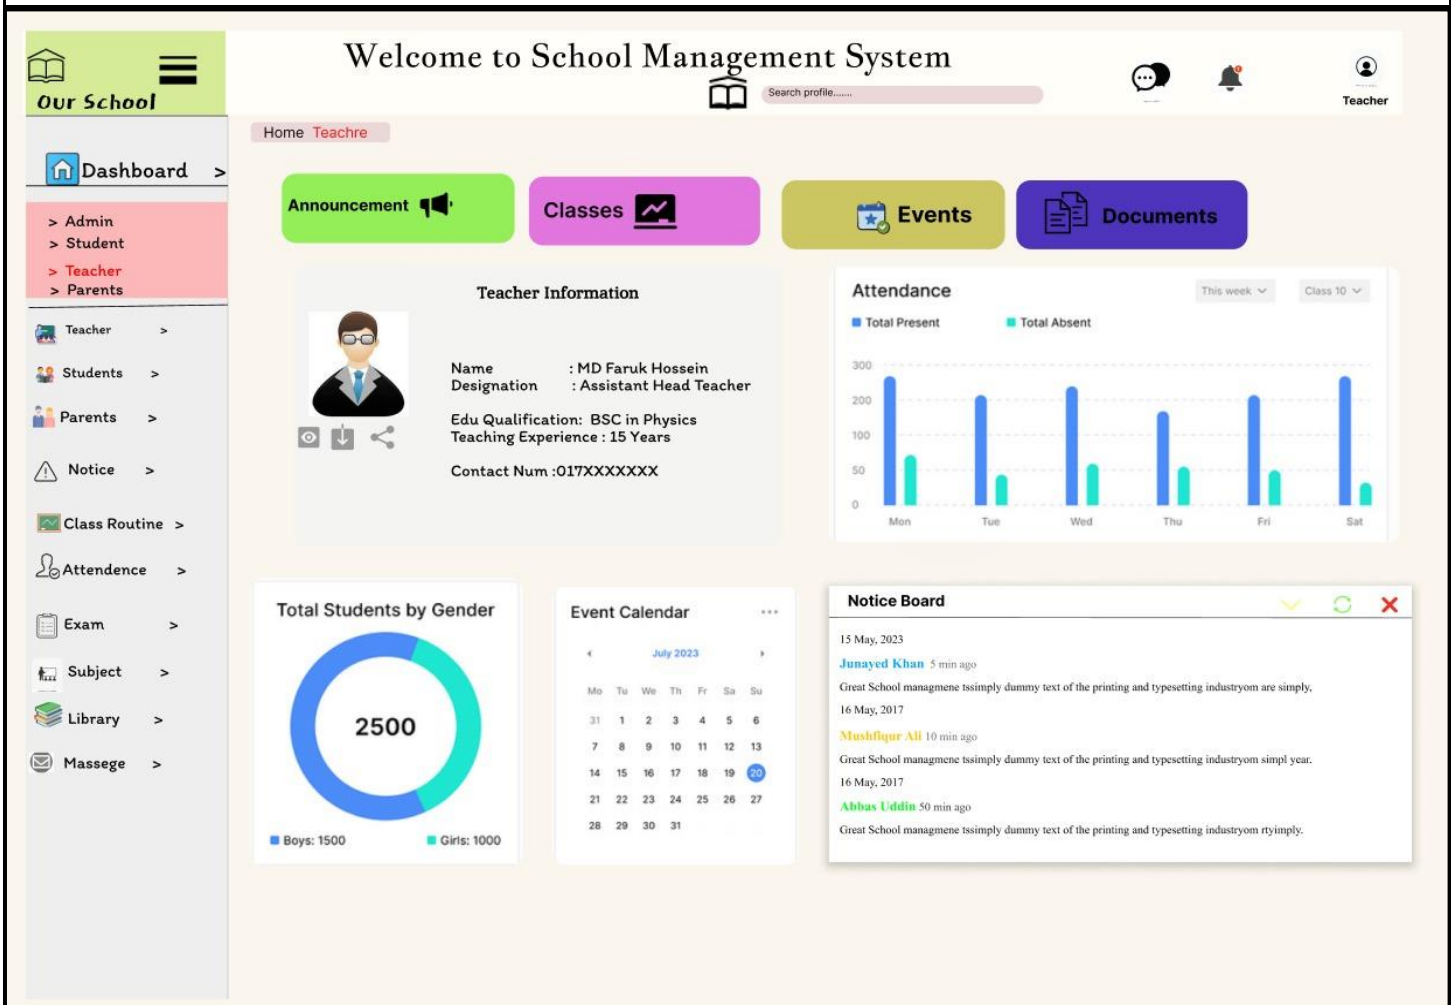 Welcome to School Management System
Our School
Search profile.......
Teacher
Home Teachre
Dashboard >
> Admin
> Student
> Teacher
> Parents
Teacher >
Students >
Parents >
Notice >
Class Routine >
Attendence >
Exam >
Subject >
Library >
Massege >
Announcement
Classes
Events
Documents
Teacher Information
Name : MD Faruk Hossein
Designation : Assistant Head Teacher
Edu Qualification: BSC in Physics
Teaching Experience : 15 Years
Contact Num :017XXXXXXX
Attendance
This week
Class 10
Total Present
Total Absent
300
200
100
50
0
Mon Tue Wed Thu Fri Sat
Total Students by Gender
2500
Boys: 1500
Girls: 1000
Event Calendar
July 2023
Mo Tu We Th Fr Sa Su
31 1 2 3 4 5 6
7 8 9 10 11 12 13
14 15 16 17 18 19 20
21 22 23 24 25 26 27
28 29 30 31
Notice Board
15 May, 2023
Junayed Khan 5 min ago
Great School managmene tssimply dummy text of the printing and typesetting industryom are simply,
16 May, 2017
Mushfiqur Ali 10 min ago
Great School managmene tssimply dummy text of the printing and typesetting industryom simpl year.
16 May, 2017
Abbas Uddin 50 min ago
Great School managmene tssimply dummy text of the printing and typesetting industryom rtyimply.